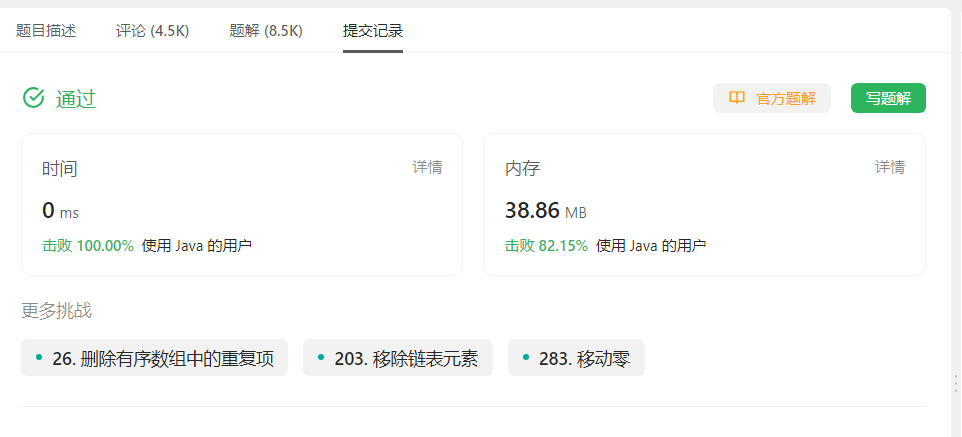 题目描述 评论 (4.5K) 题解 (8.5K) 提交记录
通过 官方题解 写题解
时间 详情 内存 详情
0 ms 38.86 MB
击败 100.00% 使用 Java 的用户 击败 82.15% 使用 Java 的用户
更多挑战
26. 删除有序数组中的重复项 203. 移除链表元素 283. 移动零